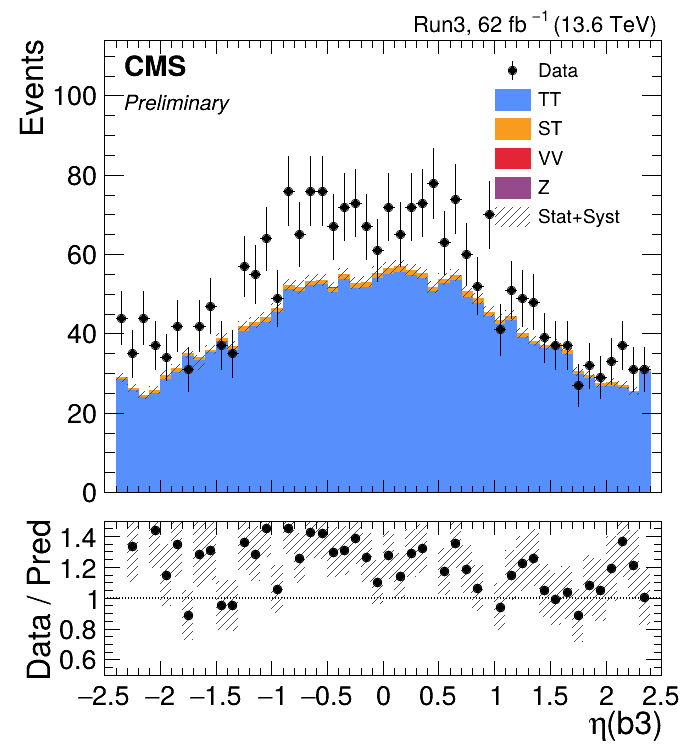 Run3, 62 fb⁻¹ (13.6 TeV)
CMS
Preliminary
Events
100
80
60
40
20
0
Data
TT
ST
VV
Z
Stat+Syst
Data / Pred
1.4
1.2
1
0.8
0.6
−2.5 −2 −1.5 −1 −0.5 0 0.5 1 1.5 2 2.5
η(b3)